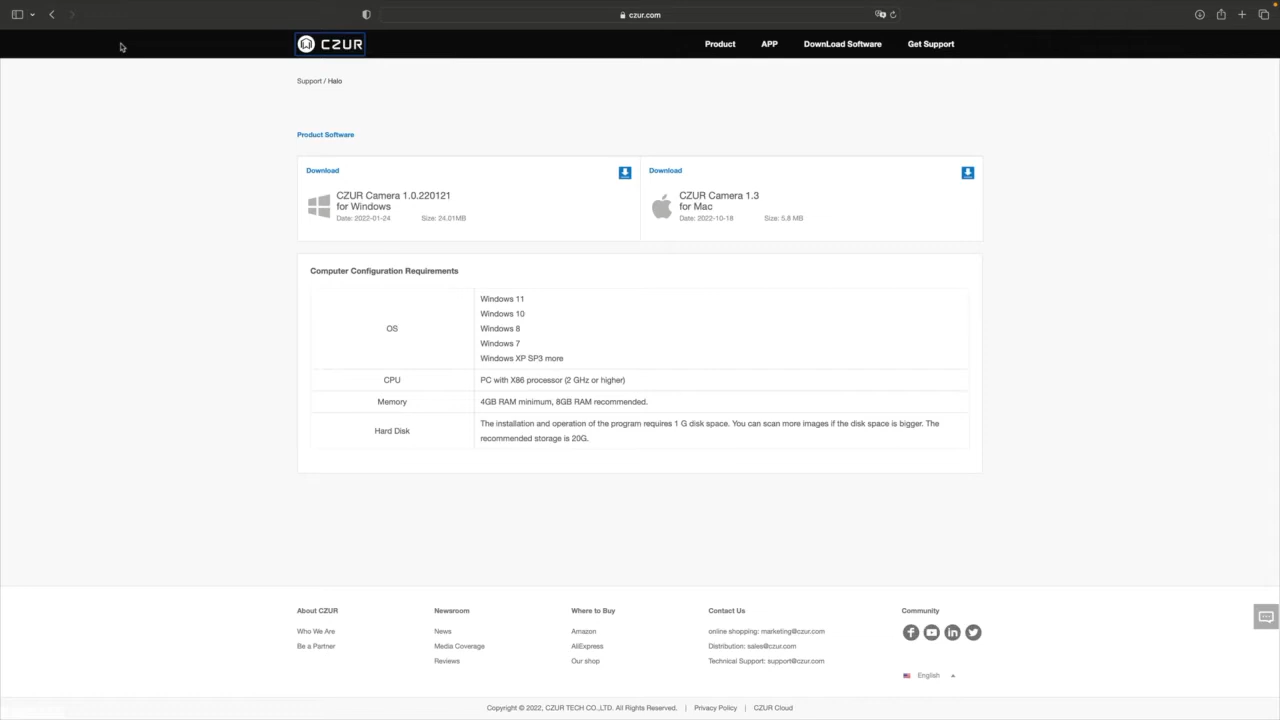 czur.com
CZUR
Product
APP
DownLoad Software
Get Support
Support / Halo
Product Software
Download
CZUR Camera 1.0.220121
for Windows
Date: 2022-01-24
Size: 24.01MB
Download
CZUR Camera 1.3
for Mac
Date: 2022-10-18
Size: 5.8 MB
Computer Configuration Requirements
OS
Windows 11
Windows 10
Windows 8
Windows 7
Windows XP SP3 more
CPU
PC with X86 processor (2 GHz or higher)
Memory
4GB RAM minimum, 8GB RAM recommended.
Hard Disk
The installation and operation of the program requires 1 G disk space. You can scan more images if the disk space is bigger. The
recommended storage is 20G.
About CZUR
Who We Are
Be a Partner
Newsroom
News
Media Coverage
Reviews
Where to Buy
Amazon
AliExpress
Our shop
Contact Us
online shopping: marketing@czur.com
Distribution: sales@czur.com
Technical Support: support@czur.com
Community
English
Copyright © 2022, CZUR TECH CO.,LTD. All Rights Reserved. | Privacy Policy | CZUR Cloud